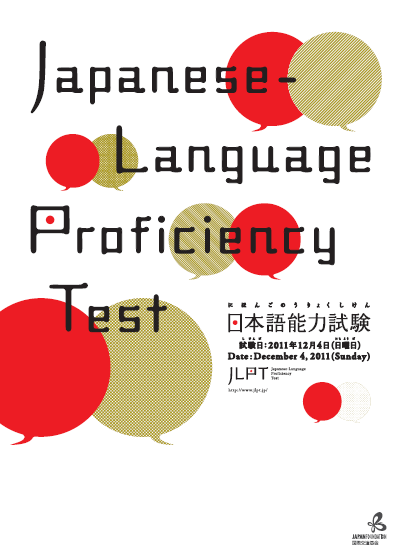 Japanese-
Language
Proficiency
Test
にほんごのうりょくしけん
日本語能力試験
しけんび にちようび
試験日:2011年12月4日(日曜日)
Date:December 4, 2011(Sunday)
JLPT
Japanese-Language
Proficiency
Test
http://www.jlpt.jp/
JAPANFOUNDATION
国際交流基金